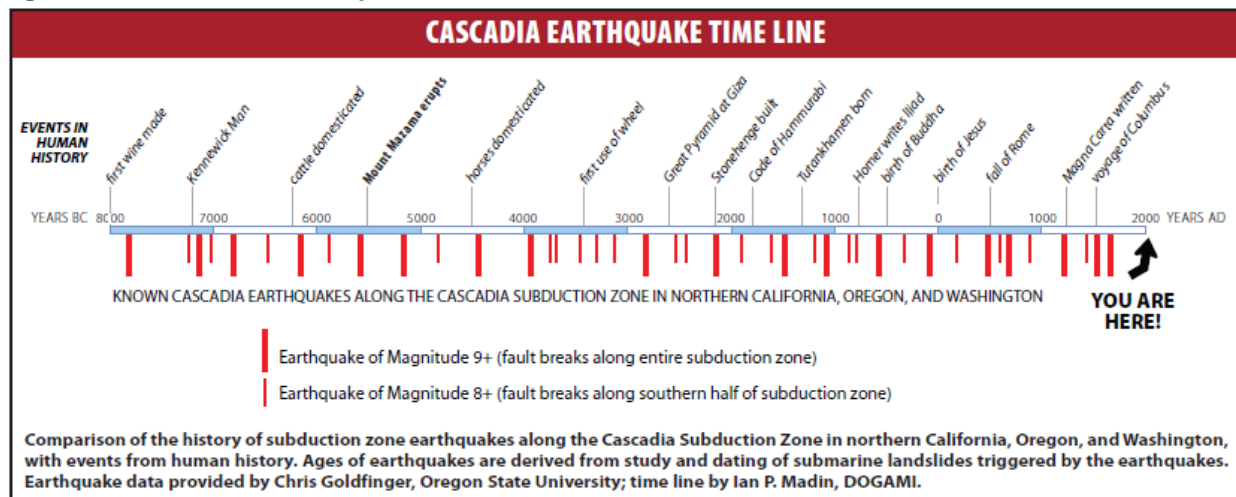 CASCADIA EARTHQUAKE TIME LINE
EVENTS IN
HUMAN
HISTORY
first wine made
Kennewick Man
cattle domesticated
Mount Mazama erupts
horses domesticated
first use of wheel
Great Pyramid at Giza
Stonehenge built
Code of Hammurabi
Tutankhamen born
Homer writes Iliad
birth of Buddha
birth of Jesus
fall of Rome
Magna Carta written
voyage of Columbus
YEARS BC 8000 7000 6000 5000 4000 3000 2000 1000 0 1000 2000 YEARS AD
KNOWN CASCADIA EARTHQUAKES ALONG THE CASCADIA SUBDUCTION ZONE IN NORTHERN CALIFORNIA, OREGON, AND WASHINGTON
YOU ARE
HERE!
Earthquake of Magnitude 9+ (fault breaks along entire subduction zone)
Earthquake of Magnitude 8+ (fault breaks along southern half of subduction zone)
Comparison of the history of subduction zone earthquakes along the Cascadia Subduction Zone in northern California, Oregon, and Washington,
with events from human history. Ages of earthquakes are derived from study and dating of submarine landslides triggered by the earthquakes.
Earthquake data provided by Chris Goldfinger, Oregon State University; time line by Ian P. Madin, DOGAMI.